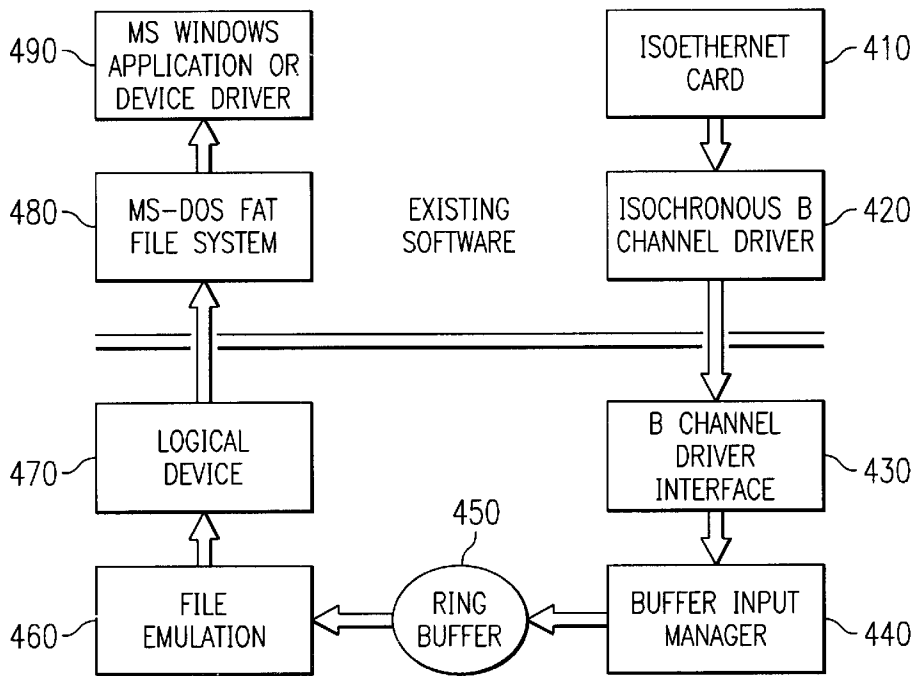 490
MS WINDOWS
APPLICATION OR
DEVICE DRIVER
ISOETHERNET
CARD
410
480
MS-DOS FAT
FILE SYSTEM
EXISTING
SOFTWARE
ISOCHRONOUS B
CHANNEL DRIVER
420
470
LOGICAL
DEVICE
B CHANNEL
DRIVER
INTERFACE
430
450
460
FILE
EMULATION
RING
BUFFER
BUFFER INPUT
MANAGER
440